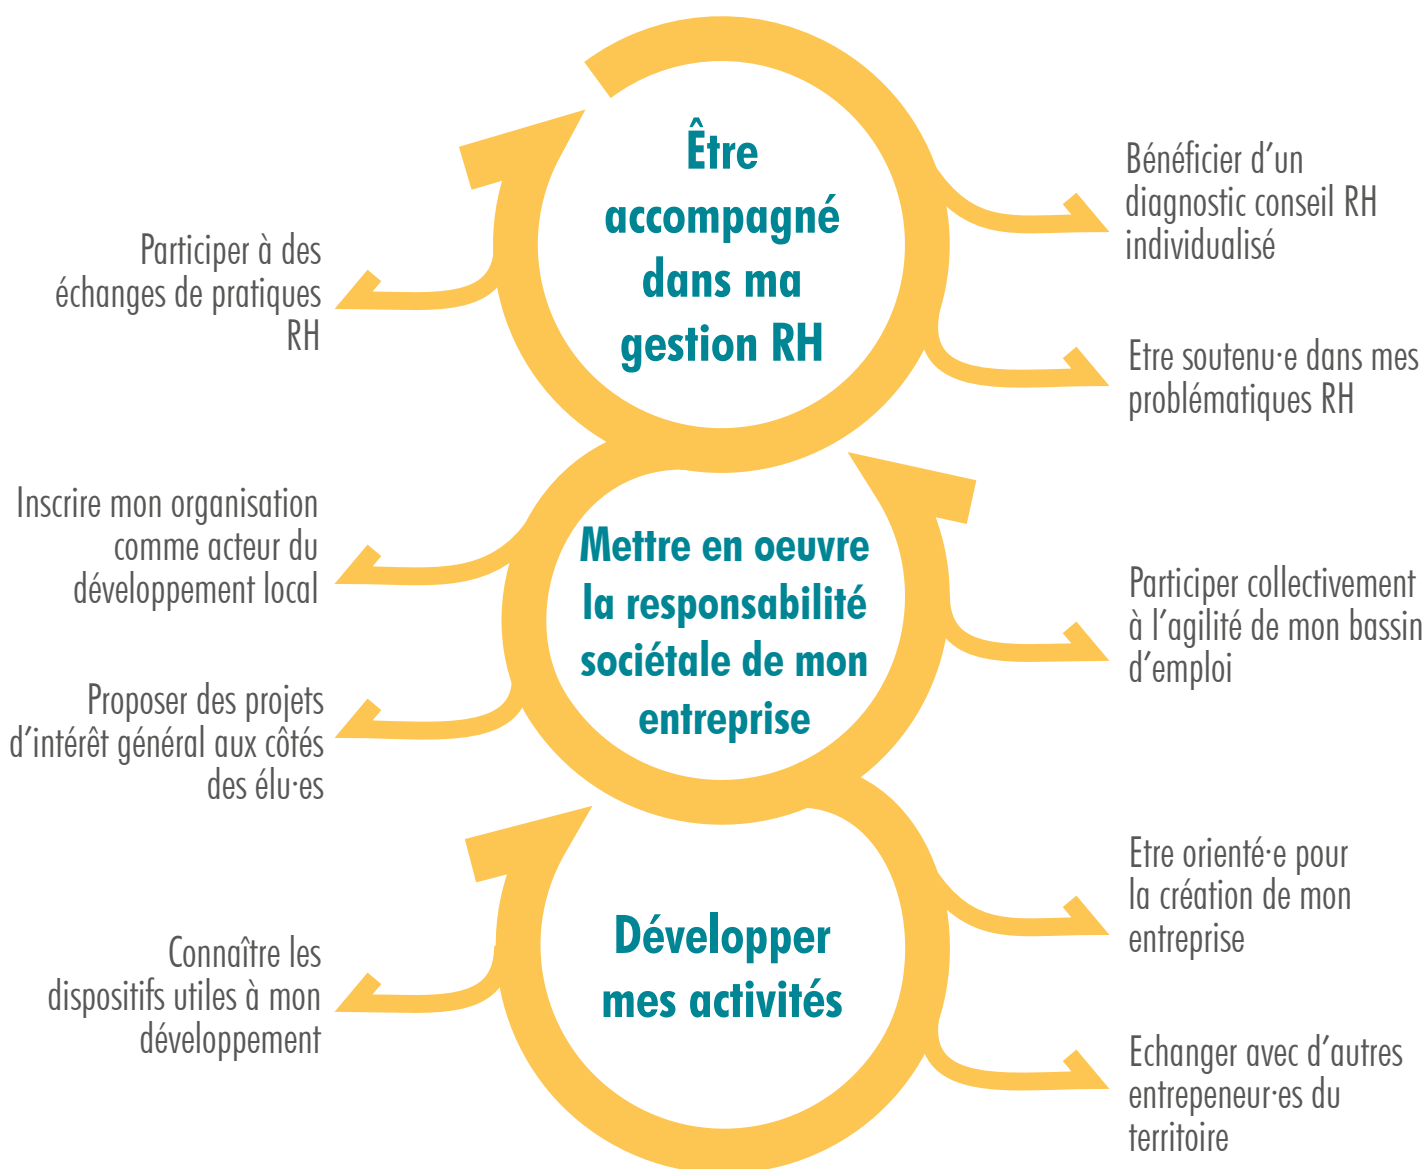 Être
accompagné
dans ma
gestion RH
Participer à des
échanges de pratiques
RH
Bénéficier d'un
diagnostic conseil RH
individualisé
Etre soutenu·e dans mes
problématiques RH
Mettre en oeuvre
la responsabilité
sociétale de mon
entreprise
Inscrire mon organisation
comme acteur du
développement local
Proposer des projets
d'intérêt général aux côtés
des élu·es
Participer collectivement
à l'agilité de mon bassin
d'emploi
Développer
mes activités
Connaître les
dispositifs utiles à mon
développement
Etre orienté·e pour
la création de mon
entreprise
Echanger avec d'autres
entrepeneur·es du
territoire